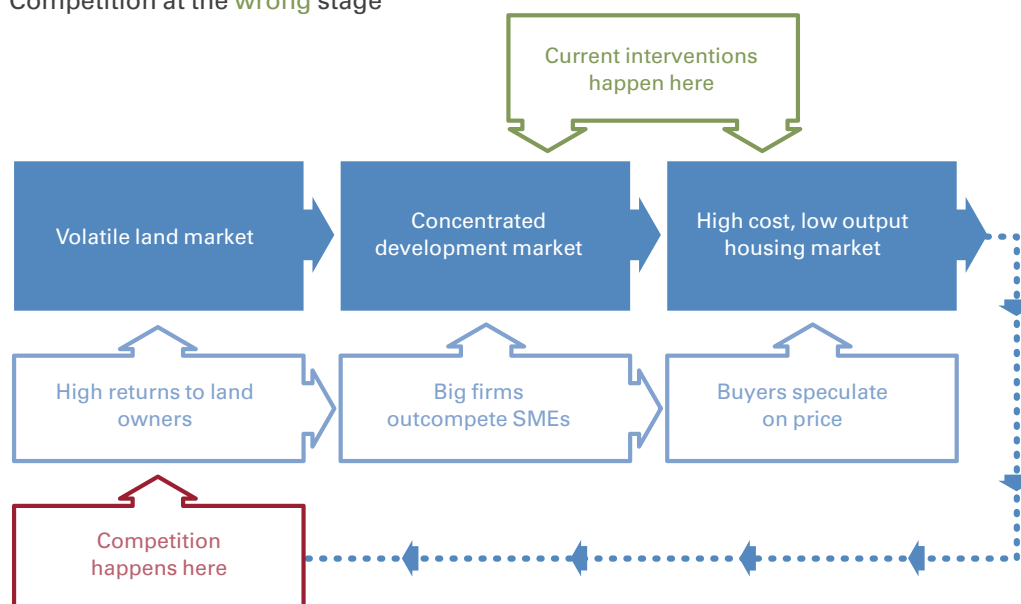 Competition at the wrong stage
Current interventions
happen here
Volatile land market
Concentrated
development market
High cost, low output
housing market
High returns to land
owners
Big firms
outcompete SMEs
Buyers speculate
on price
Competition
happens here